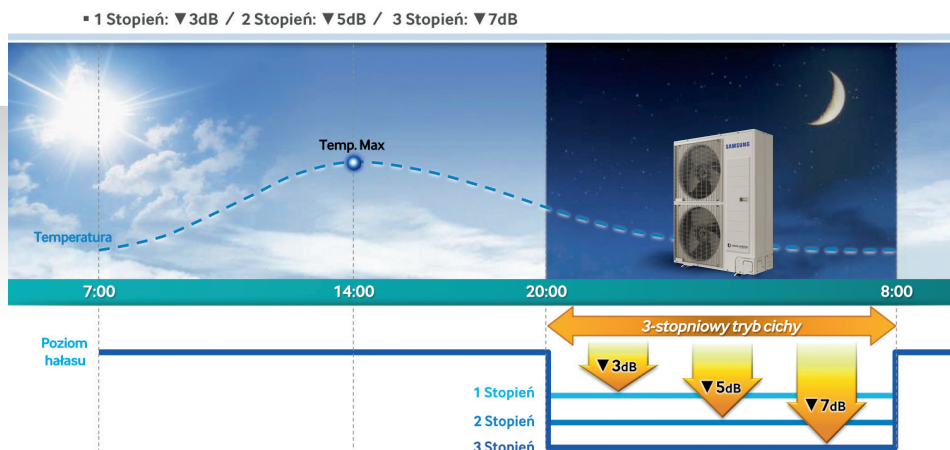 ▪ 1 Stopień: ▼3dB / 2 Stopień: ▼5dB / 3 Stopień: ▼7dB
Temp. Max
SAMSUNG
Temperatura
7:00 14:00 20:00 8:00
3-stopniowy tryb cichy
Poziom
hałasu
▼3dB
▼5dB
▼7dB
1 Stopień
2 Stopień
3 Stopień